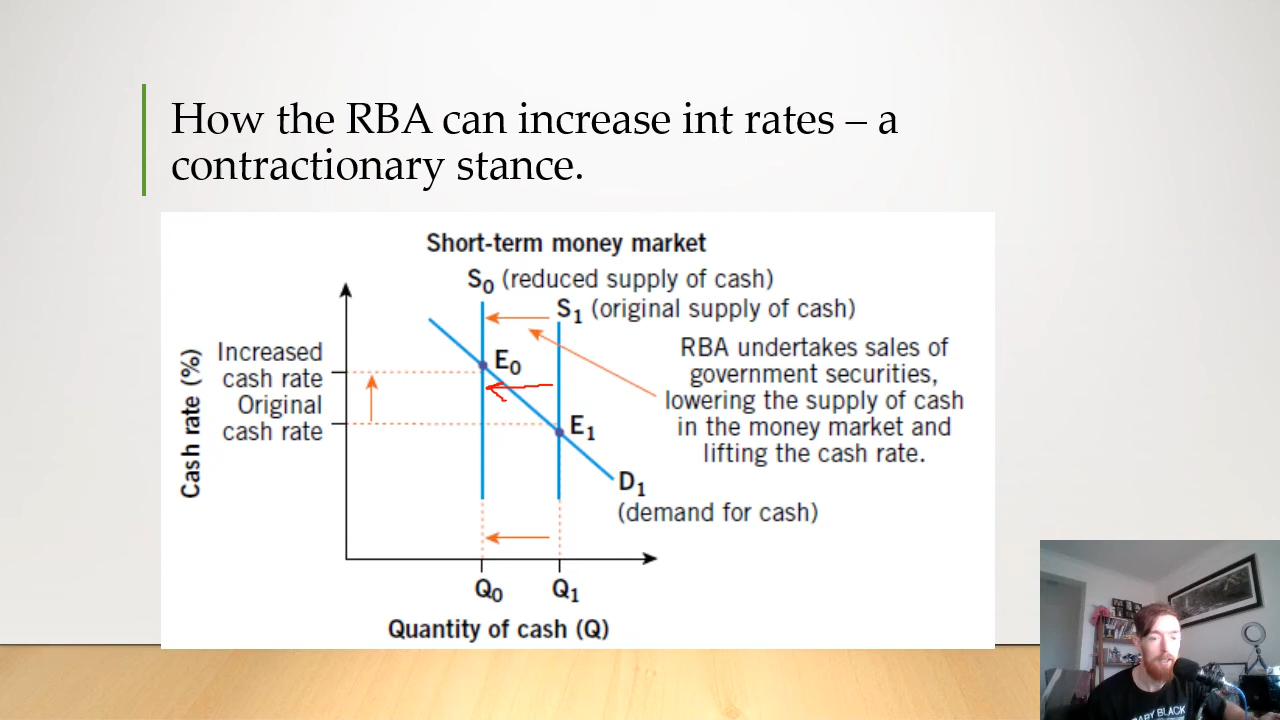 How the RBA can increase int rates – a
contractionary stance.
Short-term money market
S₀ (reduced supply of cash)
S₁ (original supply of cash)
Cash rate (%)
Increased
cash rate
Original
cash rate
E₀
E₁
RBA undertakes sales of
government securities,
lowering the supply of cash
in the money market and
lifting the cash rate.
D₁
(demand for cash)
Q₀
Q₁
Quantity of cash (Q)
BLACK